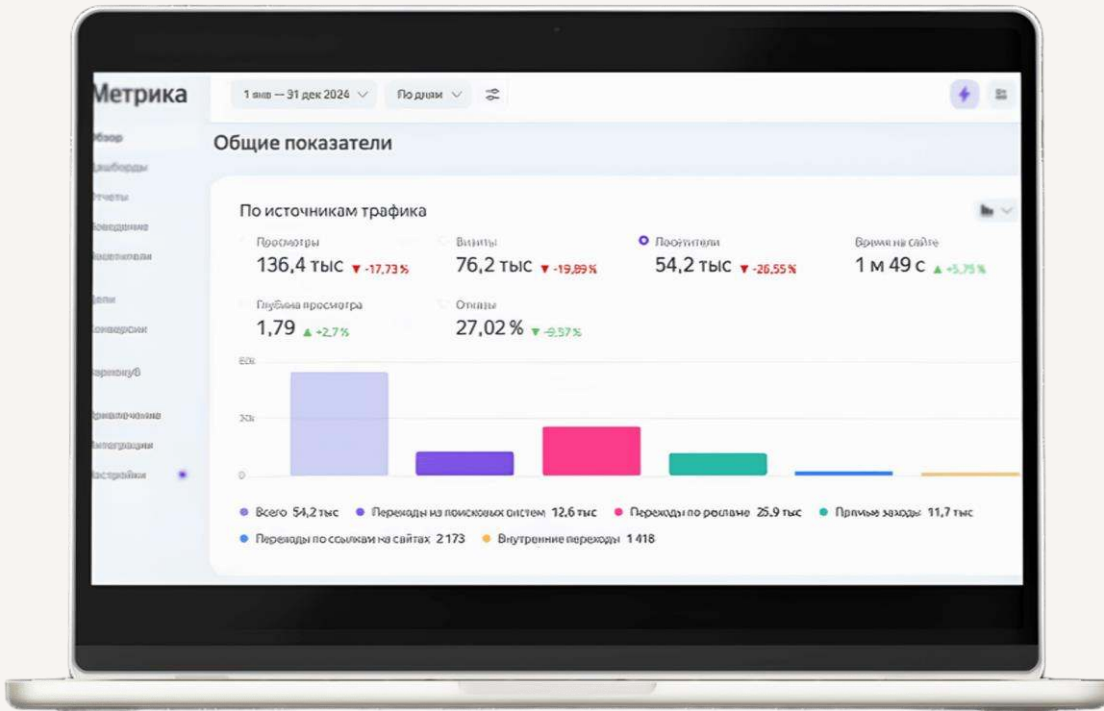 Метрика
1 янв — 31 дек 2024
По дням
Обзор
Дашборды
Отчеты
Общие показатели
По источникам трафика
Просмотры
136,4 тыс ▼ -17,73 %
Визиты
76,2 тыс ▼ -19,89 %
Посетители
54,2 тыс ▼ -26,55 %
Время на сайте
1 м 49 с ▲ +5,75 %
Глубина просмотра
1,79 ▲ +2,7 %
Отказы
27,02 % ▼ -9,57 %
0
Всего 54,2 тыс
Переходы из поисковых систем 12,6 тыс
Переходы по рекламе 25,9 тыс
Прямые заходы 11,7 тыс
Переходы по ссылкам на сайтах 2 173
Внутренние переходы 1 418
Конверсии
Интеграции
Настройки